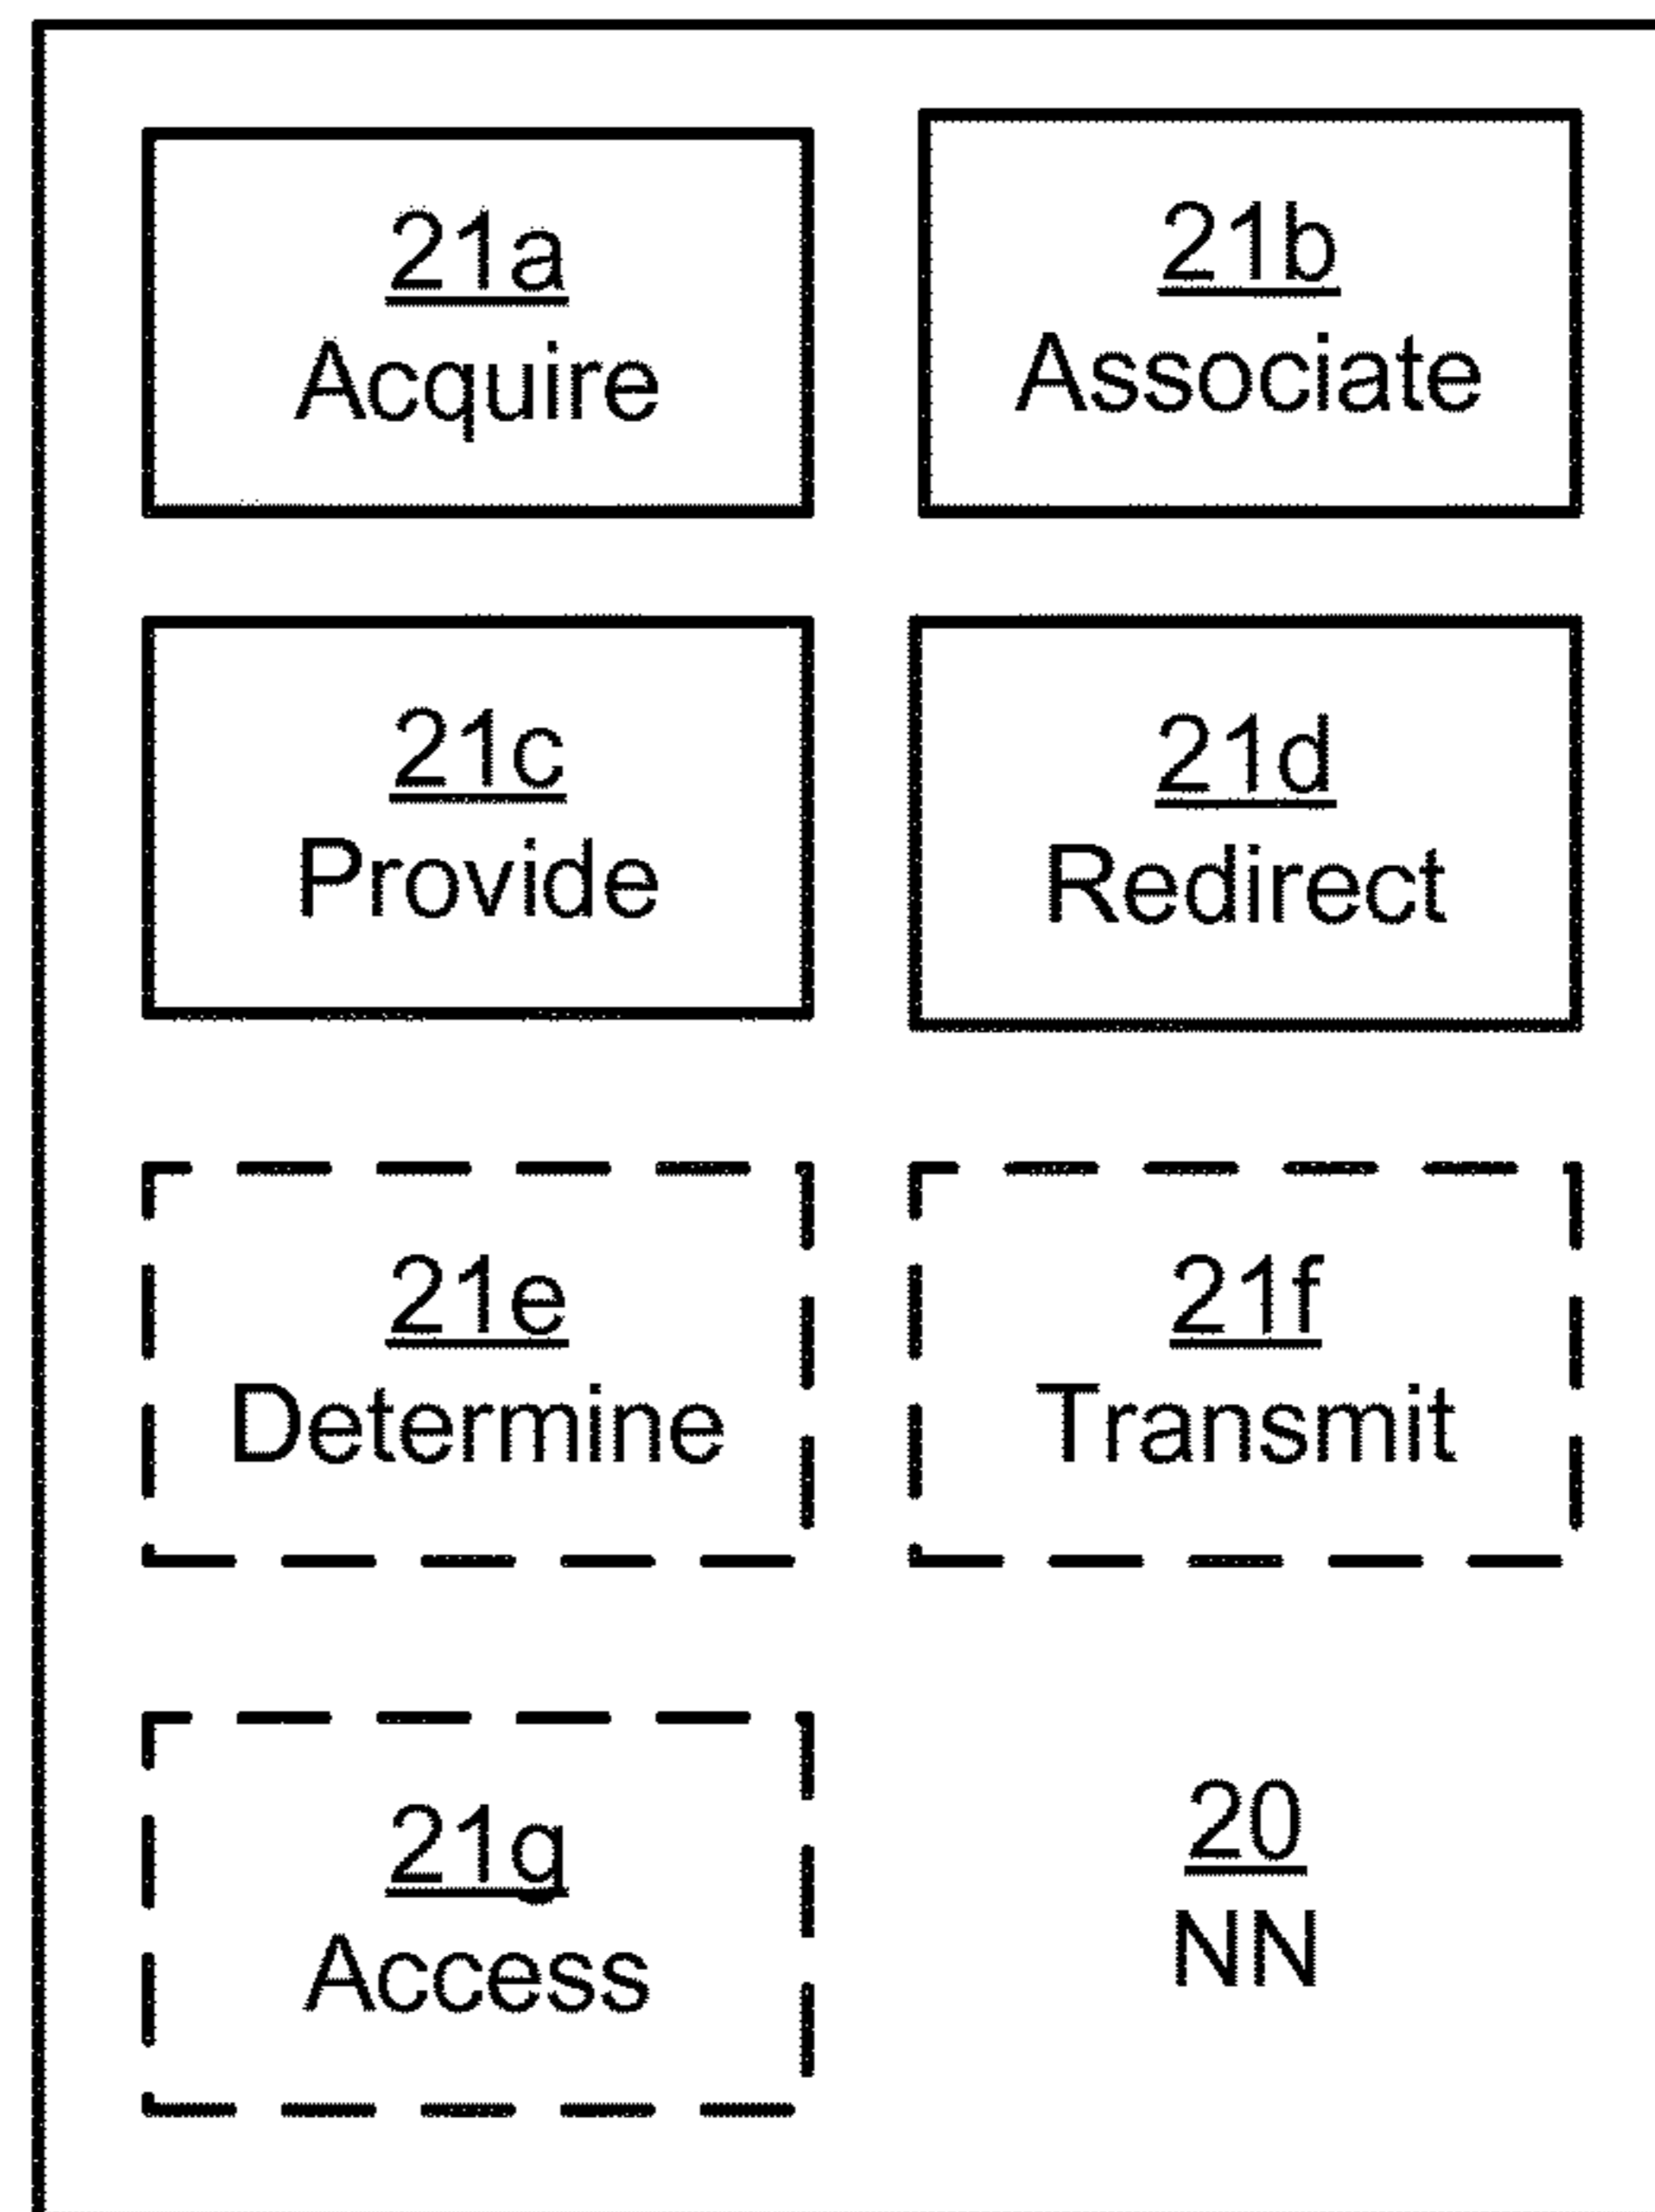 21a
Acquire
21b
Associate
21c
Provide
21d
Redirect
21e
Determine
21f
Transmit
21g
Access
20
NN